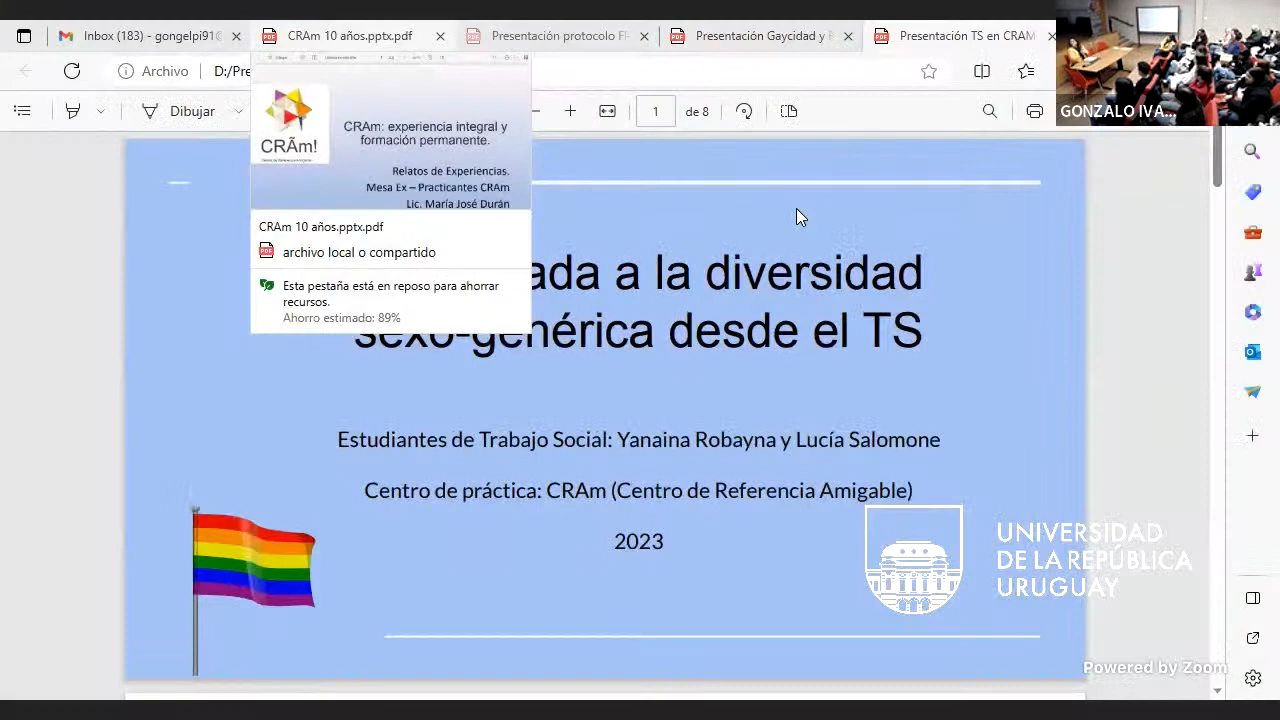 Inbox (183) - gongelpi91@
CRAm 10 años.pptx.pdf
Presentación protocolo FI-
Presentación Gaycidad y
Presentación TS en CRAM
Archivo
D:/Pre
GONZALO IVA...
Dibujar
1
de 8
CRÃm!
CRAm: experiencia integral y
formación permanente.
Relatos de Experiencias.
Mesa Ex – Practicantes CRAm
Lic. María José Durán
CRAm 10 años.pptx.pdf
archivo local o compartido
Esta pestaña está en reposo para ahorrar
recursos.
Ahorro estimado: 89%
ada a la diversidad
sexo-genérica desde el TS
Estudiantes de Trabajo Social: Yanaina Robayna y Lucía Salomone
Centro de práctica: CRAm (Centro de Referencia Amigable)
2023
UNIVERSIDAD
DE LA REPÚBLICA
URUGUAY
Powered by Zoom